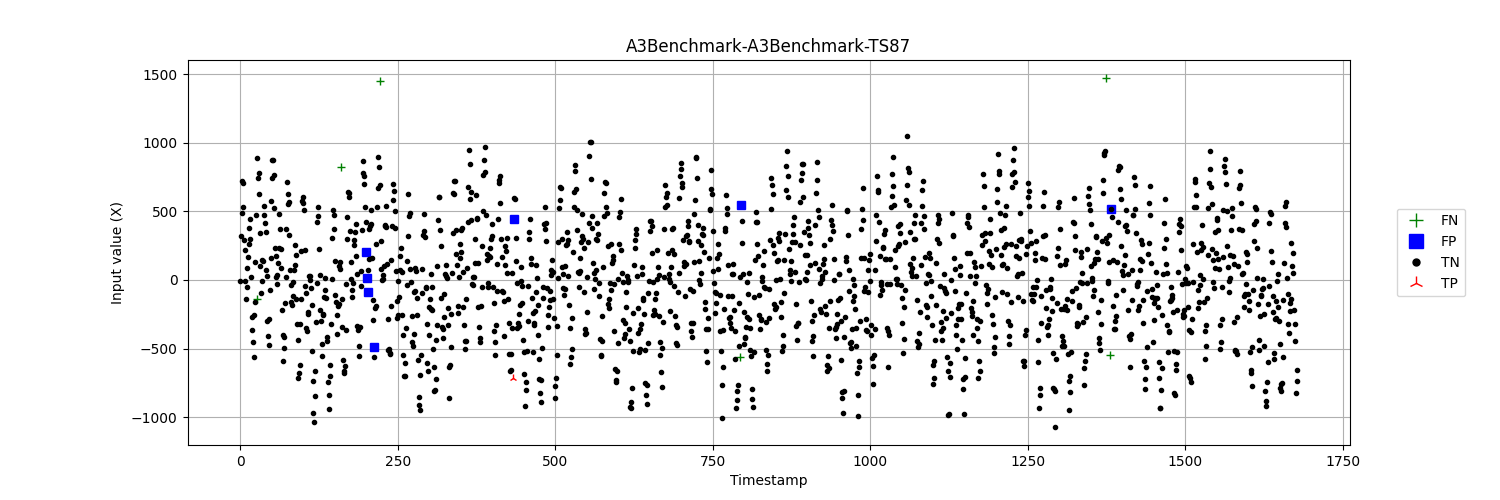 A3Benchmark-A3Benchmark-TS87
1500
1000
500
0
−500
−1000
Input value (X)
0
250
500
750
1000
1250
1500
1750
Timestamp
FN
FP
TN
TP